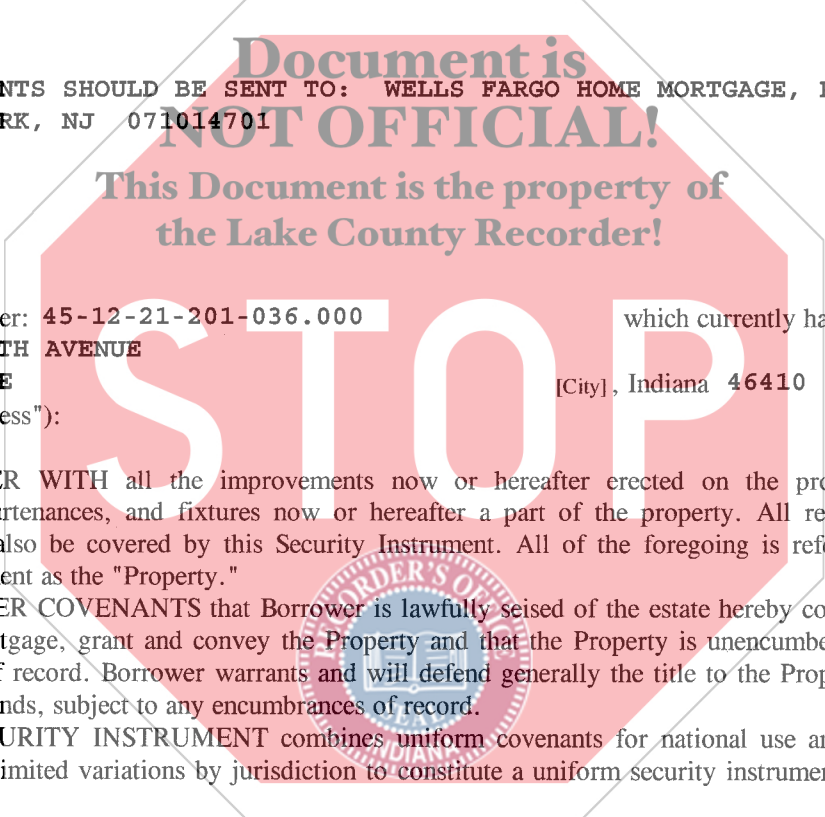 Document is
NTS SHOULD BE SENT TO: WELLS FARGO HOME MORTGAGE,
RK, NJ 071014701
NOT OFFICIAL!
This Document is the property of
the Lake County Recorder!
er: 45-12-21-201-036.000 which currently ha
TH AVENUE
E [City], Indiana 46410
ess"):
STOP
ER WITH all the improvements now or hereafter erected on the pro
rtenances, and fixtures now or hereafter a part of the property. All re
also be covered by this Security Instrument. All of the foregoing is refe
ent as the "Property."
ER COVENANTS that Borrower is lawfully seised of the estate hereby co
tgage, grant and convey the Property and that the Property is unencumbe
f record. Borrower warrants and will defend generally the title to the Prop
nds, subject to any encumbrances of record.
URITY INSTRUMENT combines uniform covenants for national use an
imited variations by jurisdiction to constitute a uniform security instrumen
RECORDER'S OFFICE
SEAL
INDIANA